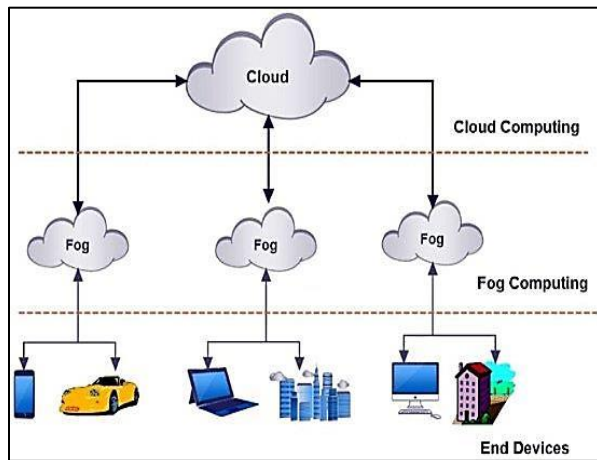 Cloud
Cloud Computing
Fog
Fog
Fog
Fog Computing
End Devices